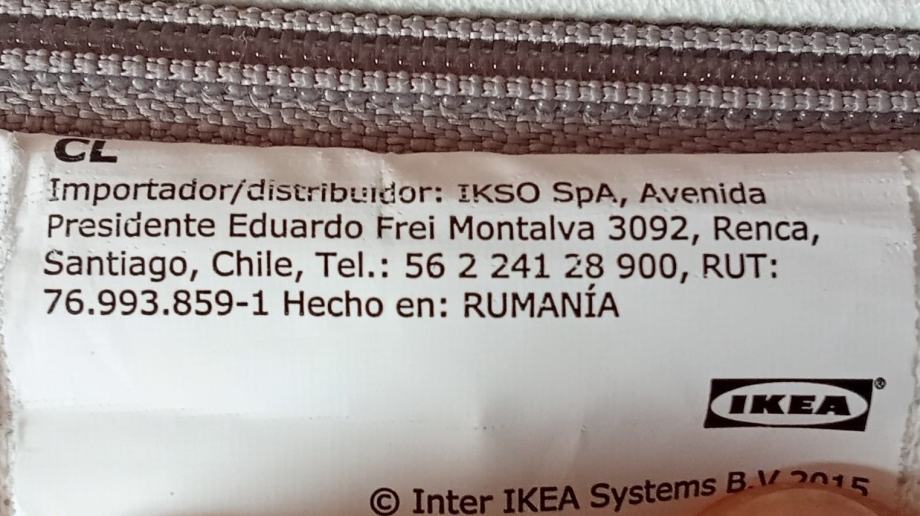 CL
Importador/distribuidor: IKSO SpA, Avenida
Presidente Eduardo Frei Montalva 3092, Renca,
Santiago, Chile, Tel.: 56 2 241 28 900, RUT:
76.993.859-1 Hecho en: RUMANÍA
IKEA®
© Inter IKEA Systems B.V 2015